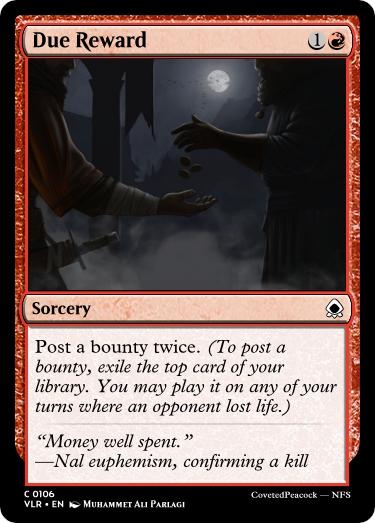 Due Reward
1
Sorcery
Post a bounty twice. (To post a
bounty, exile the top card of your
library. You may play it on any of your
turns where an opponent lost life.)
“Money well spent.”
—Nal euphemism, confirming a kill
C 0106
VLR • EN Muhammet Ali Parlagi
CovetedPeacock — NFS